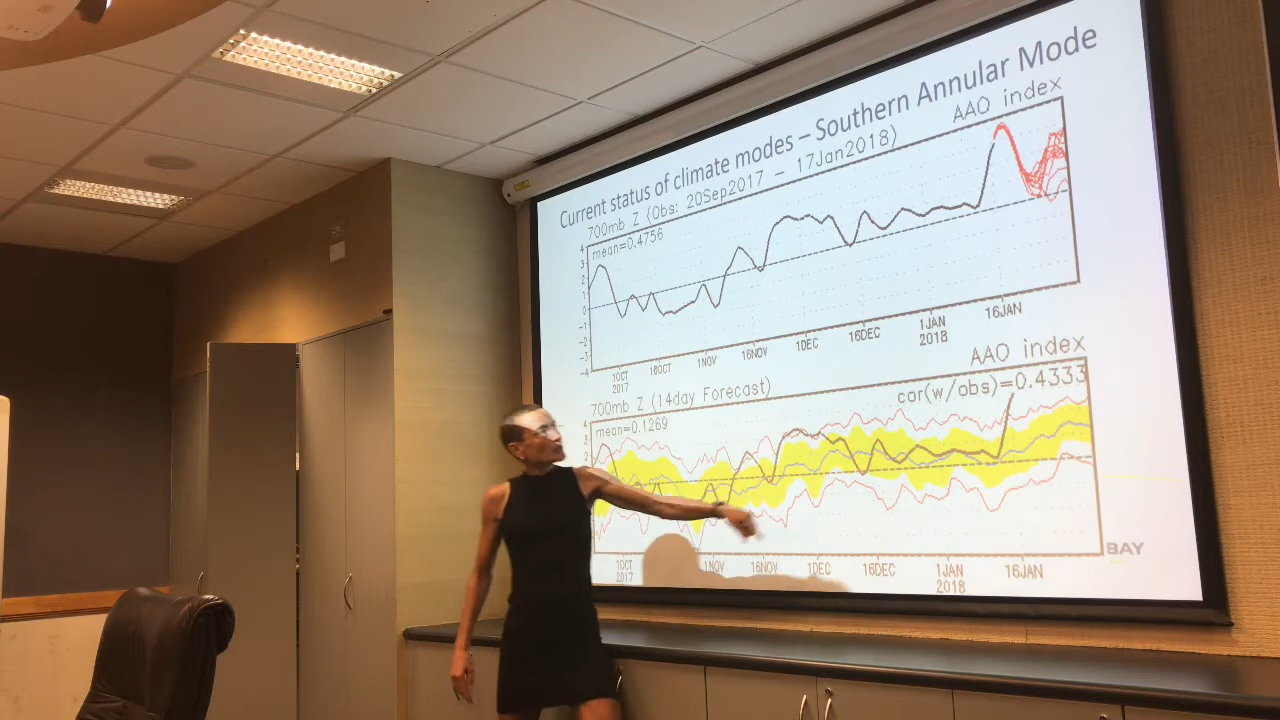 Current status of climate modes – Southern Annular Mode
AAO index
700mb Z (Obs: 20Sep2017 – 17Jan2018)
mean=0.4756
4
3
2
1
0
-1
-2
-3
-4
1OCT
2017
16OCT
1NOV
16NOV
1DEC
16DEC
1JAN
2018
16JAN
AAO index
700mb Z (14day Forecast)
cor(w/obs)=0.4333
mean=0.1269
4
3
2
1OCT
2017
1NOV
16NOV
1DEC
16DEC
1JAN
2018
16JAN
BAY